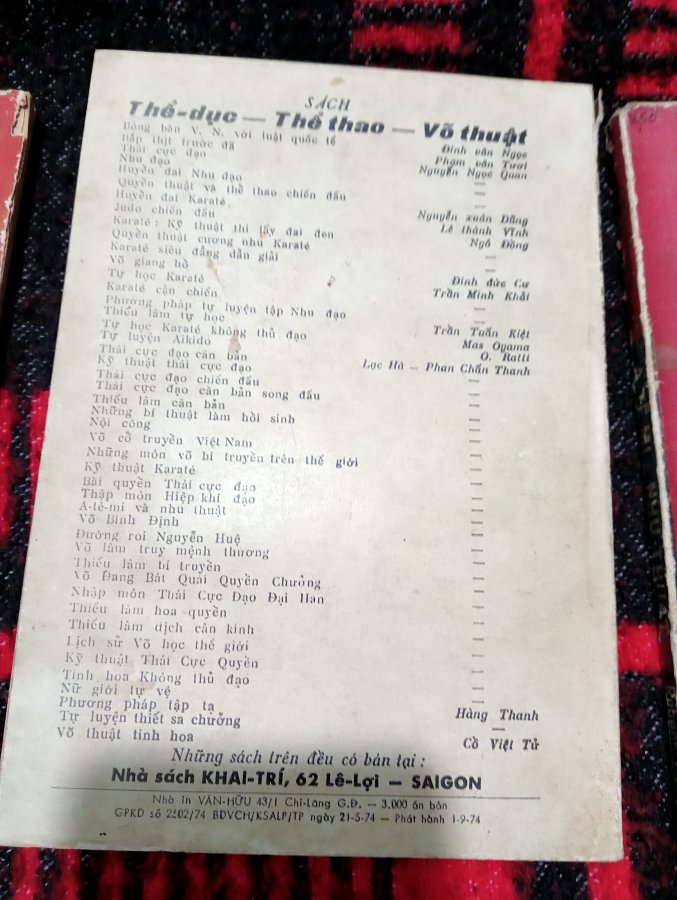 SÁCH
Thể-dục — Thể thao — Võ thuật
Bóng bàn V. N. với luật quốc tế Đinh văn Ngọc
Bắp thịt trước đã Phạm văn Tươi
Thái cực đạo Nguyễn Ngọc Quan
Nhu đạo —
Huyền đai Nhu đạo —
Quyền thuật và thể thao chiến đấu —
Huyền đai Karaté Nguyễn xuân Dũng
Judo chiến đấu Lê thành Vĩnh
Karaté : Kỹ thuật thi lấy đai đen Ngô Đồng
Quyền thuật cương nhu Karaté —
Karaté siêu đẳng dẫn giải —
Võ giang hồ Đinh đức Cư
Tự học Karaté Trần Minh Khải
Karaté cận chiến —
Phương pháp tự luyện tập Nhu đạo —
Thiếu lâm tự học Trần Tuấn Kiệt
Tự học Karaté không thủ đạo Mas Oyama
Tự luyện Aikido O. Ratti
Thái cực đạo căn bản Lạc Hà — Phan Chấn Thanh
Kỹ thuật thái cực đạo —
Thái cực đạo chiến đấu —
Thái cực đạo căn bản song đấu —
Thiếu lâm căn bản —
Những bí thuật làm hồi sinh —
Nội công —
Võ cổ truyền Việt Nam —
Những môn võ bí truyền trên thế giới —
Kỹ thuật Karaté —
Bài quyền Thái cực đạo —
Thập môn Hiệp khí đạo —
A-tê-mi và nhu thuật —
Võ Bình Định —
Đường roi Nguyễn Huệ —
Võ lâm truy mệnh thương —
Thiếu lâm bí truyền —
Võ Đang Bát Quái Quyền Chưởng —
Nhập môn Thái Cực Đạo Đại Hàn —
Thiếu lâm hoa quyền —
Thiếu lâm dịch cân kinh —
Lịch sử Võ học thế giới —
Kỹ thuật Thái Cực Quyền —
Tinh hoa Không thủ đạo —
Nữ giới tự vệ —
Phương pháp tập tạ Hàng Thanh
Tự luyện thiết sa chưởng —
Võ thuật tinh hoa Cồ Việt Tử
Những sách trên đều có bán tại :
Nhà sách KHAI-TRÍ, 62 Lê-Lợi — SAIGON
Nhà in VĂN-HỮU 43/1 Chi-Lăng G.Đ. — 3.000 ấn bản
GPKD số 2502/74 BDVCH/KSALP/TP ngày 21-5-74 — Phát hành 1-9-74